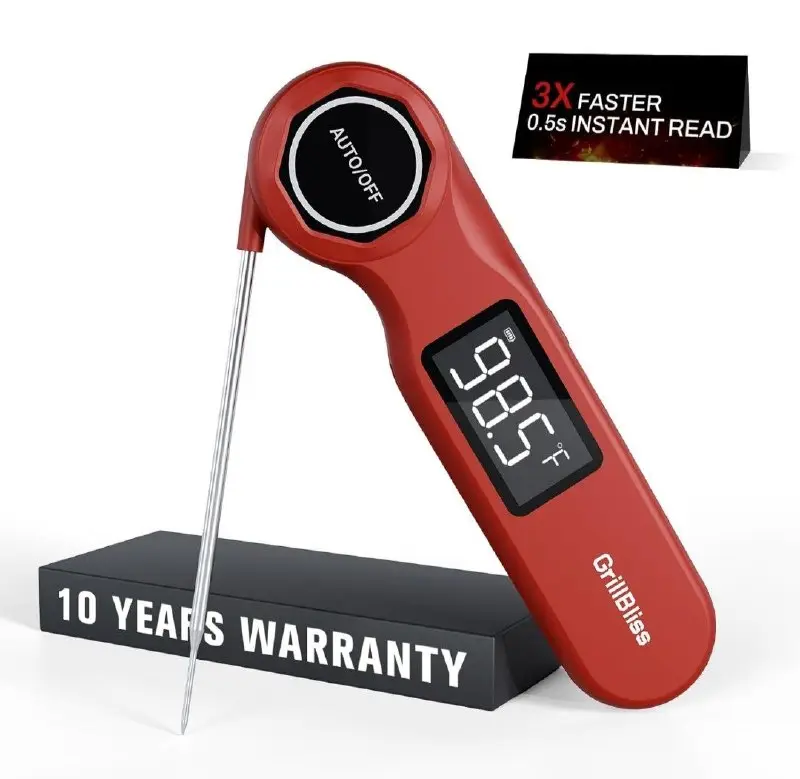 3X FASTER
0.5s INSTANT READ
AUTO/OFF
98.5°F
GrillBliss
10 YEARS WARRANTY